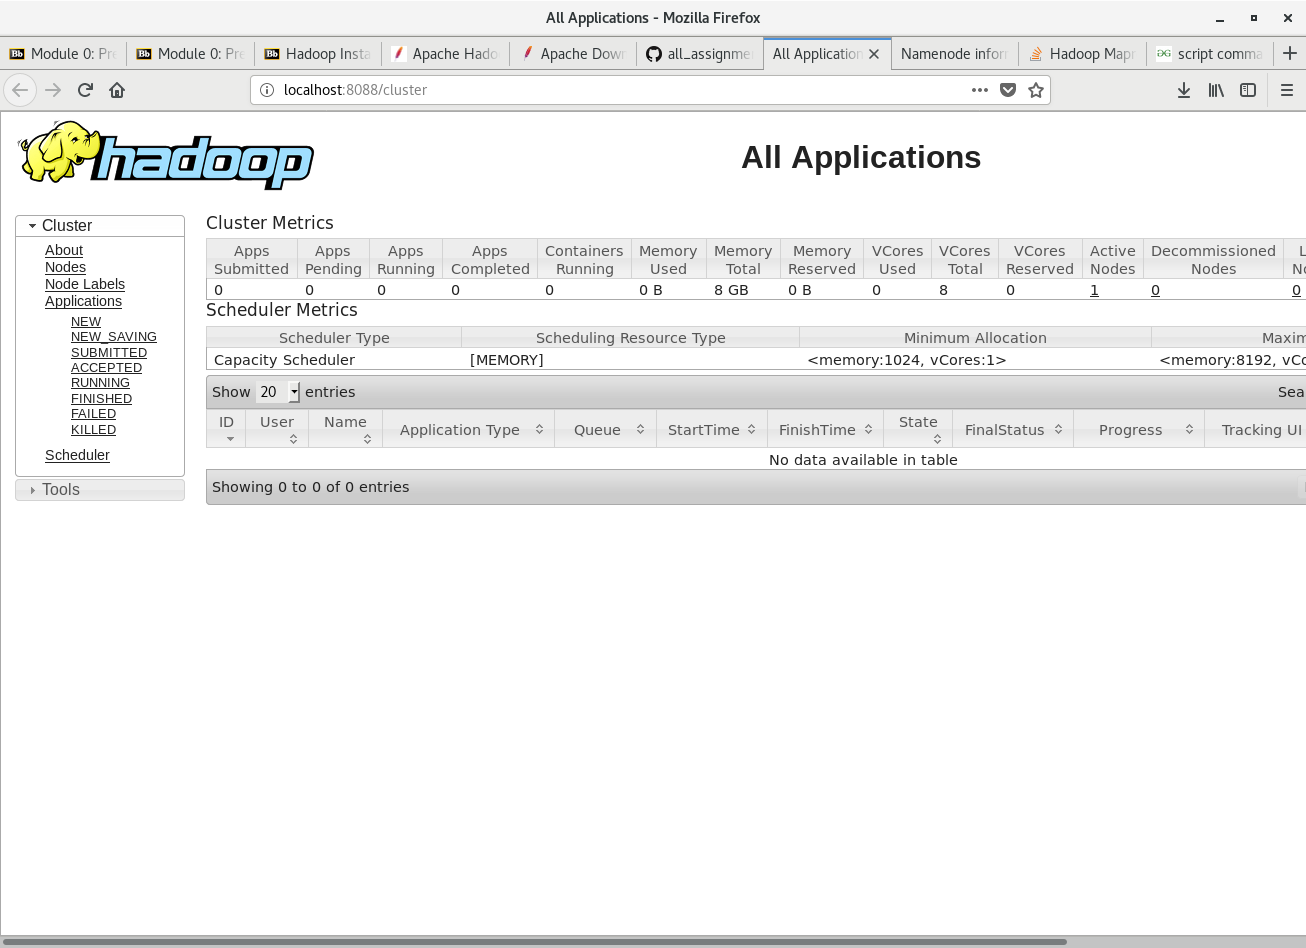 All Applications - Mozilla Firefox
Module 0: Pre Module 0: Pre Hadoop Insta Apache Hado Apache Down all_assignme All Application Namenode infor Hadoop Mapr script comma
localhost:8088/cluster
hadoop
All Applications
Cluster
About
Nodes
Node Labels
Applications
NEW
NEW_SAVING
SUBMITTED
ACCEPTED
RUNNING
FINISHED
FAILED
KILLED
Scheduler
Tools
Cluster Metrics
Apps Submitted Apps Pending Apps Running Apps Completed Containers Running Memory Used Memory Total Memory Reserved VCores Used VCores Total VCores Reserved Active Nodes Decommissioned Nodes
0 0 0 0 0 0 B 8 GB 0 B 0 8 0 1 0 0
Scheduler Metrics
Scheduler Type Scheduling Resource Type Minimum Allocation Maxim
Capacity Scheduler [MEMORY] <memory:1024, vCores:1> <memory:8192, vCo
Show 20 entries Sea
ID User Name Application Type Queue StartTime FinishTime State FinalStatus Progress Tracking UI
No data available in table
Showing 0 to 0 of 0 entries